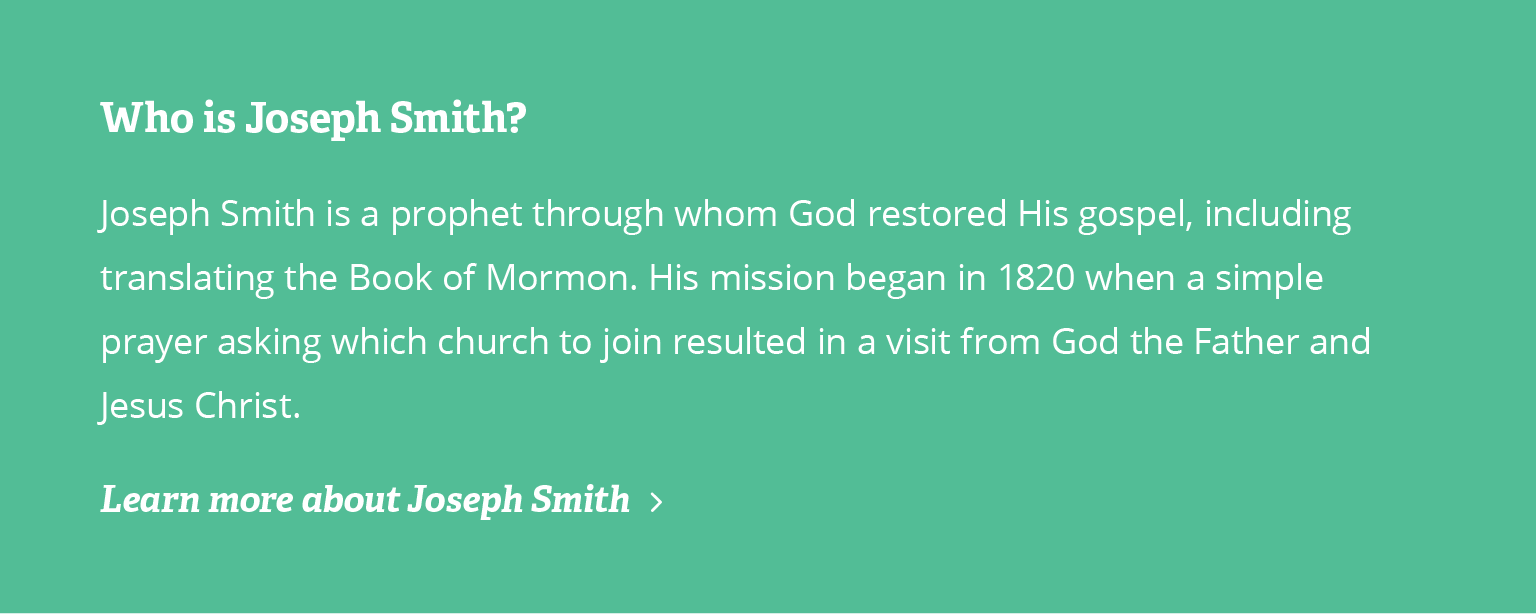 Who is Joseph Smith?
Joseph Smith is a prophet through whom God restored His gospel, including
translating the Book of Mormon. His mission began in 1820 when a simple
prayer asking which church to join resulted in a visit from God the Father and
Jesus Christ.
Learn more about Joseph Smith >